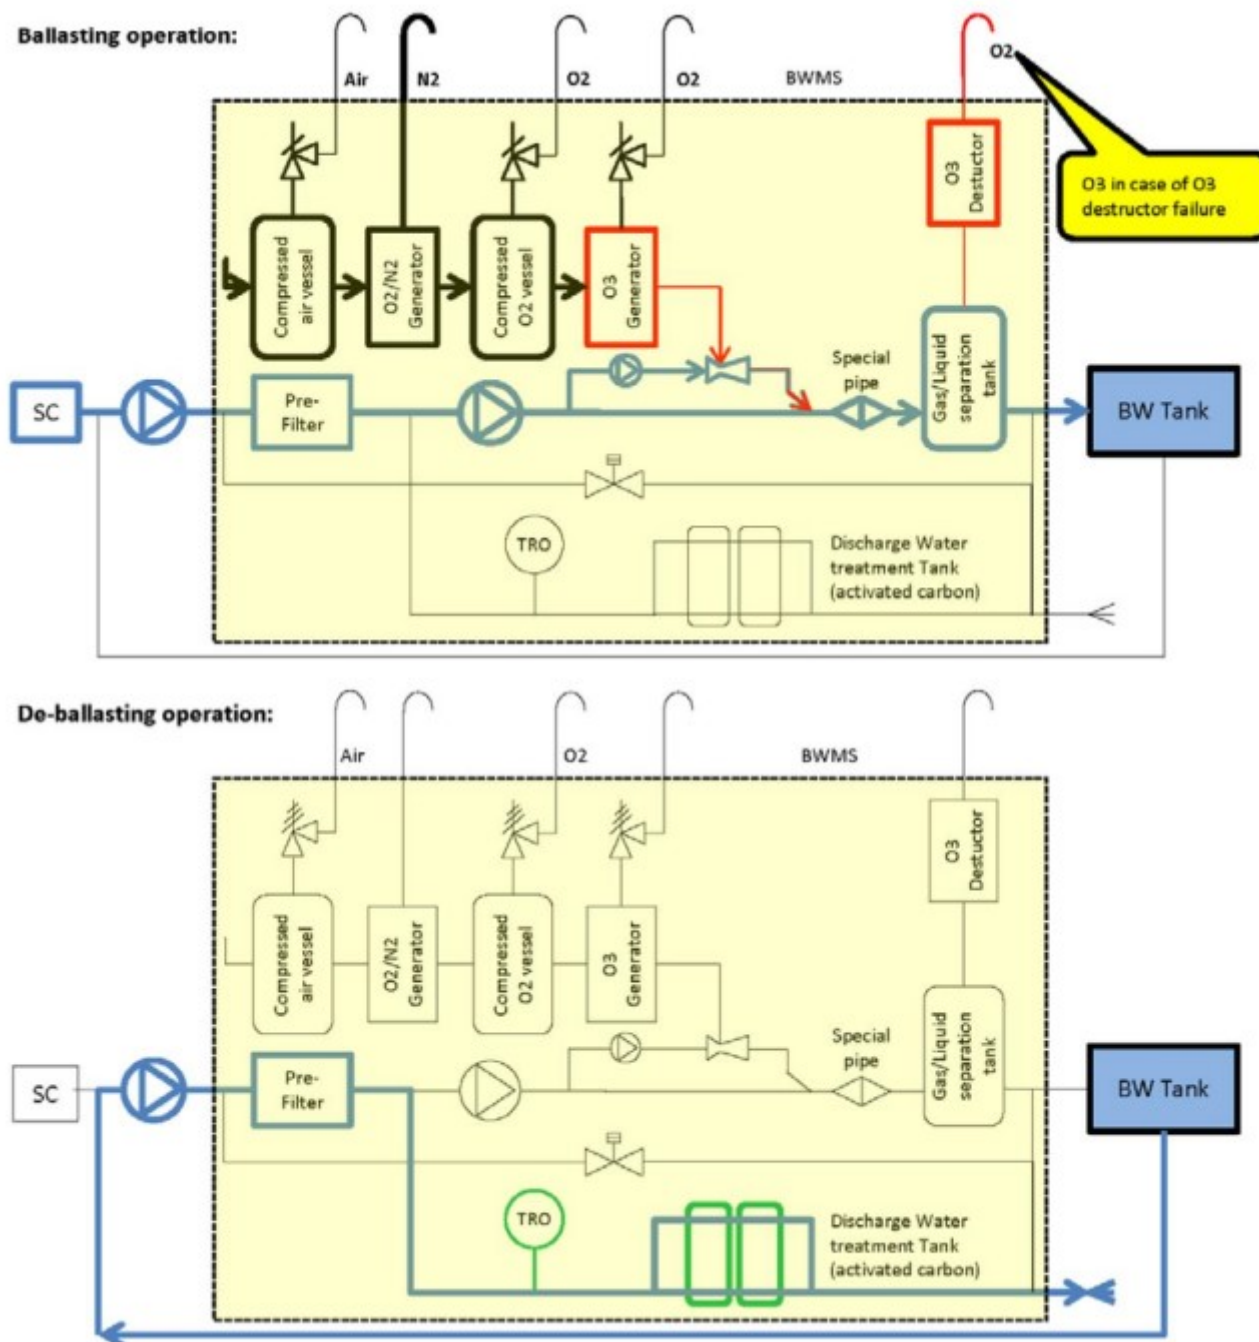 Ballasting operation:
Air
N2
O2
O2
BWMS
O2
O3 in case of O3
destructor failure
Compressed
air vessel
O2/N2
Generator
Compressed
O2 vessel
O3
Generator
O3
Destuctor
SC
Pre-
Filter
Special
pipe
Gas/Liquid
separation
tank
BW Tank
TRO
Discharge Water
treatment Tank
(activated carbon)
De-ballasting operation:
Air
O2
BWMS
Compressed
air vessel
O2/N2
Generator
Compressed
O2 vessel
O3
Generator
O3
Destuctor
SC
Pre-
Filter
Special
pipe
Gas/Liquid
separation
tank
BW Tank
TRO
Discharge Water
treatment Tank
(activated carbon)